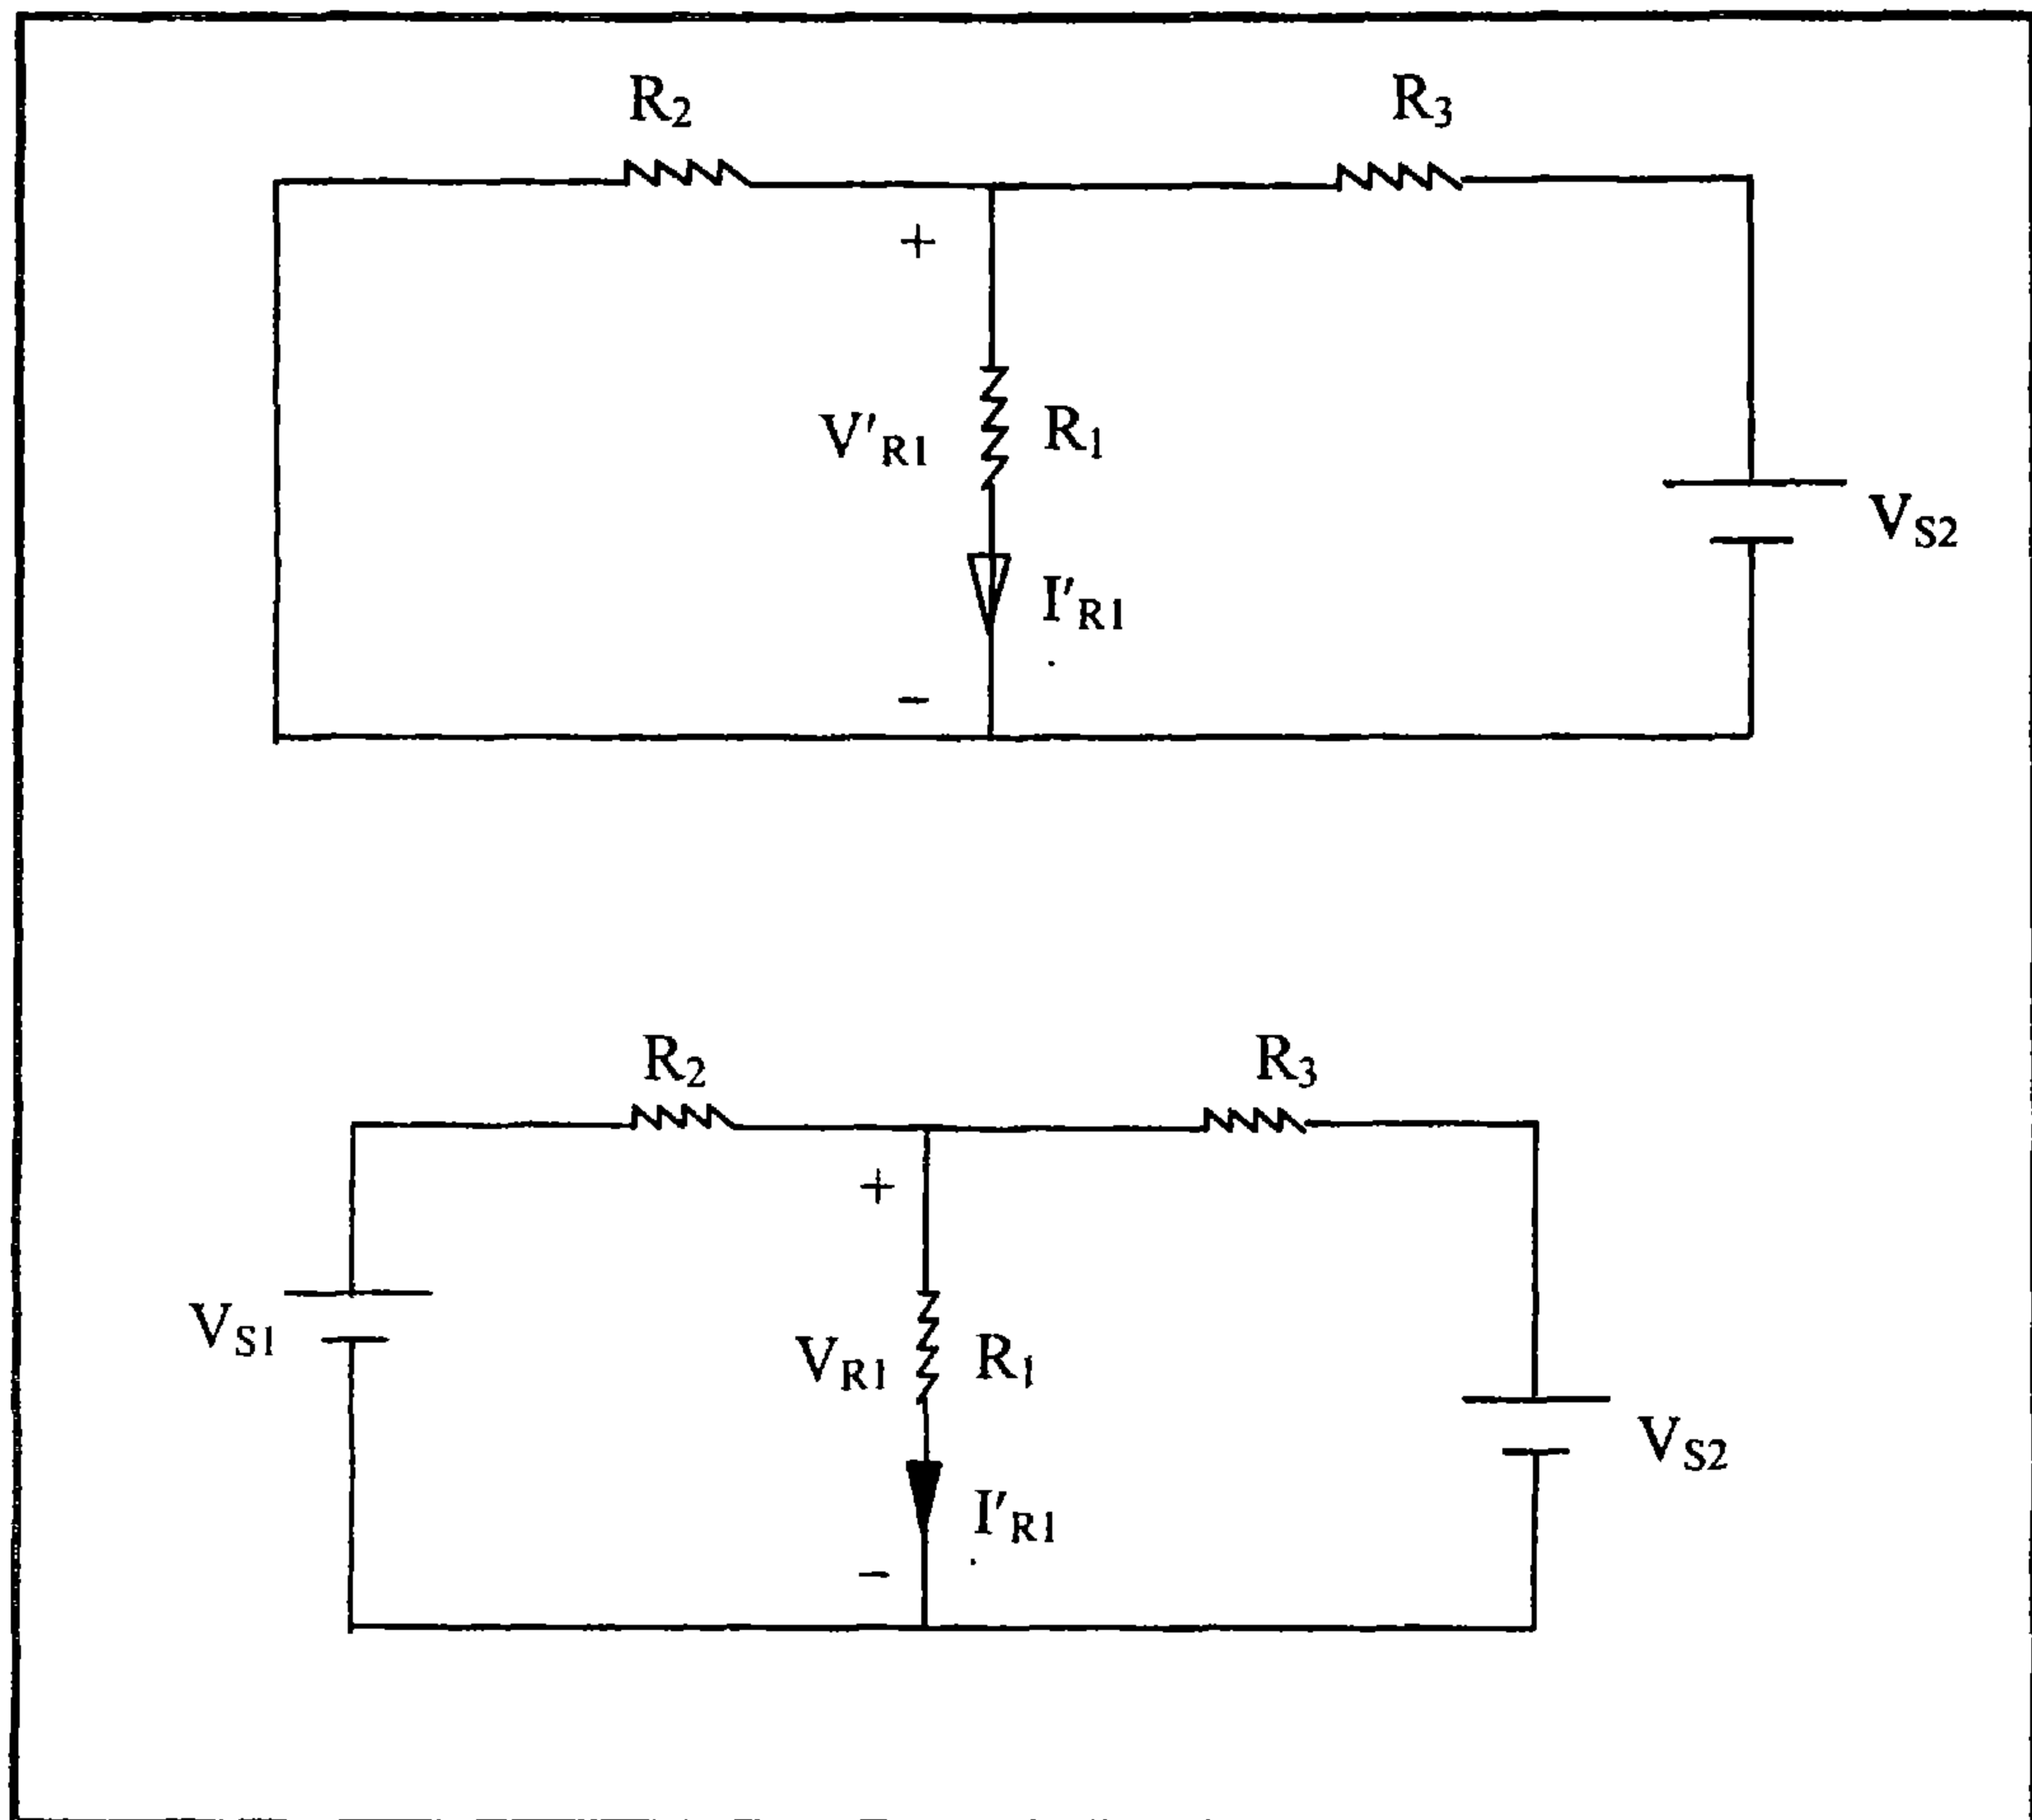 R2 R3
+
V'R1 R1
VS2
I'R1
−
R2 R3
+
VS1 VR1 R1
VS2
I'R1
−